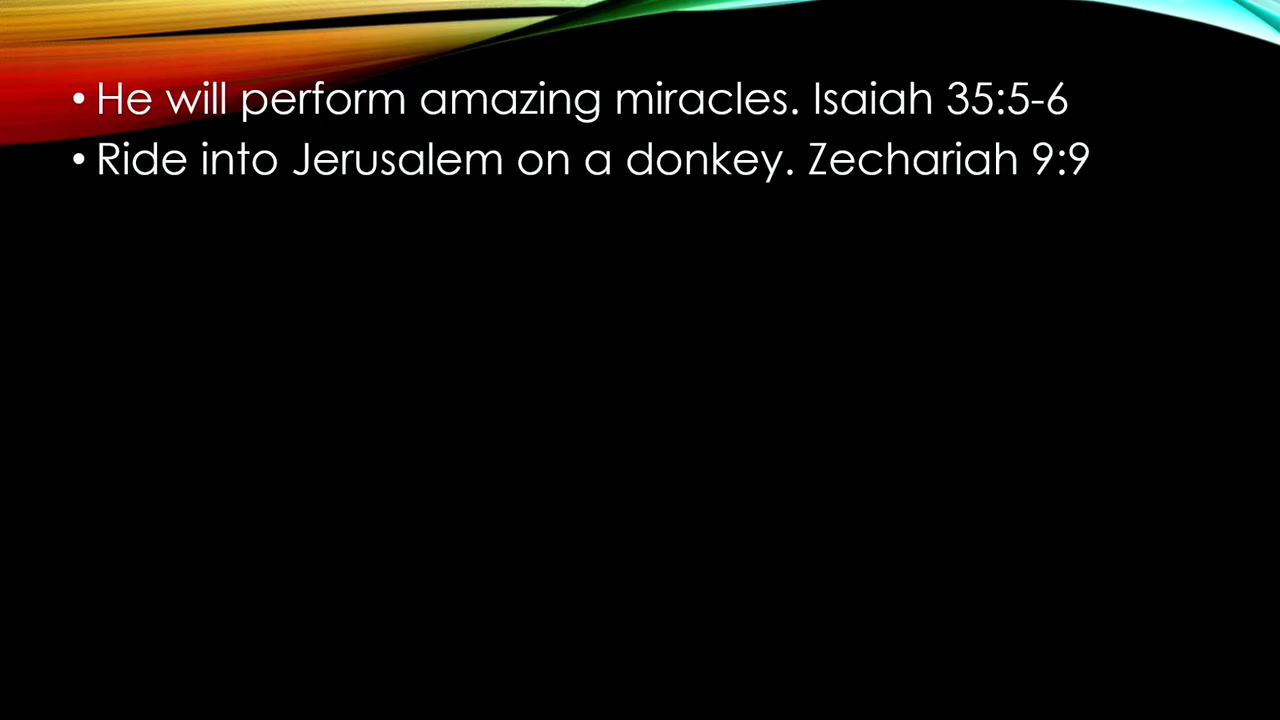 • He will perform amazing miracles. Isaiah 35:5-6
• Ride into Jerusalem on a donkey. Zechariah 9:9